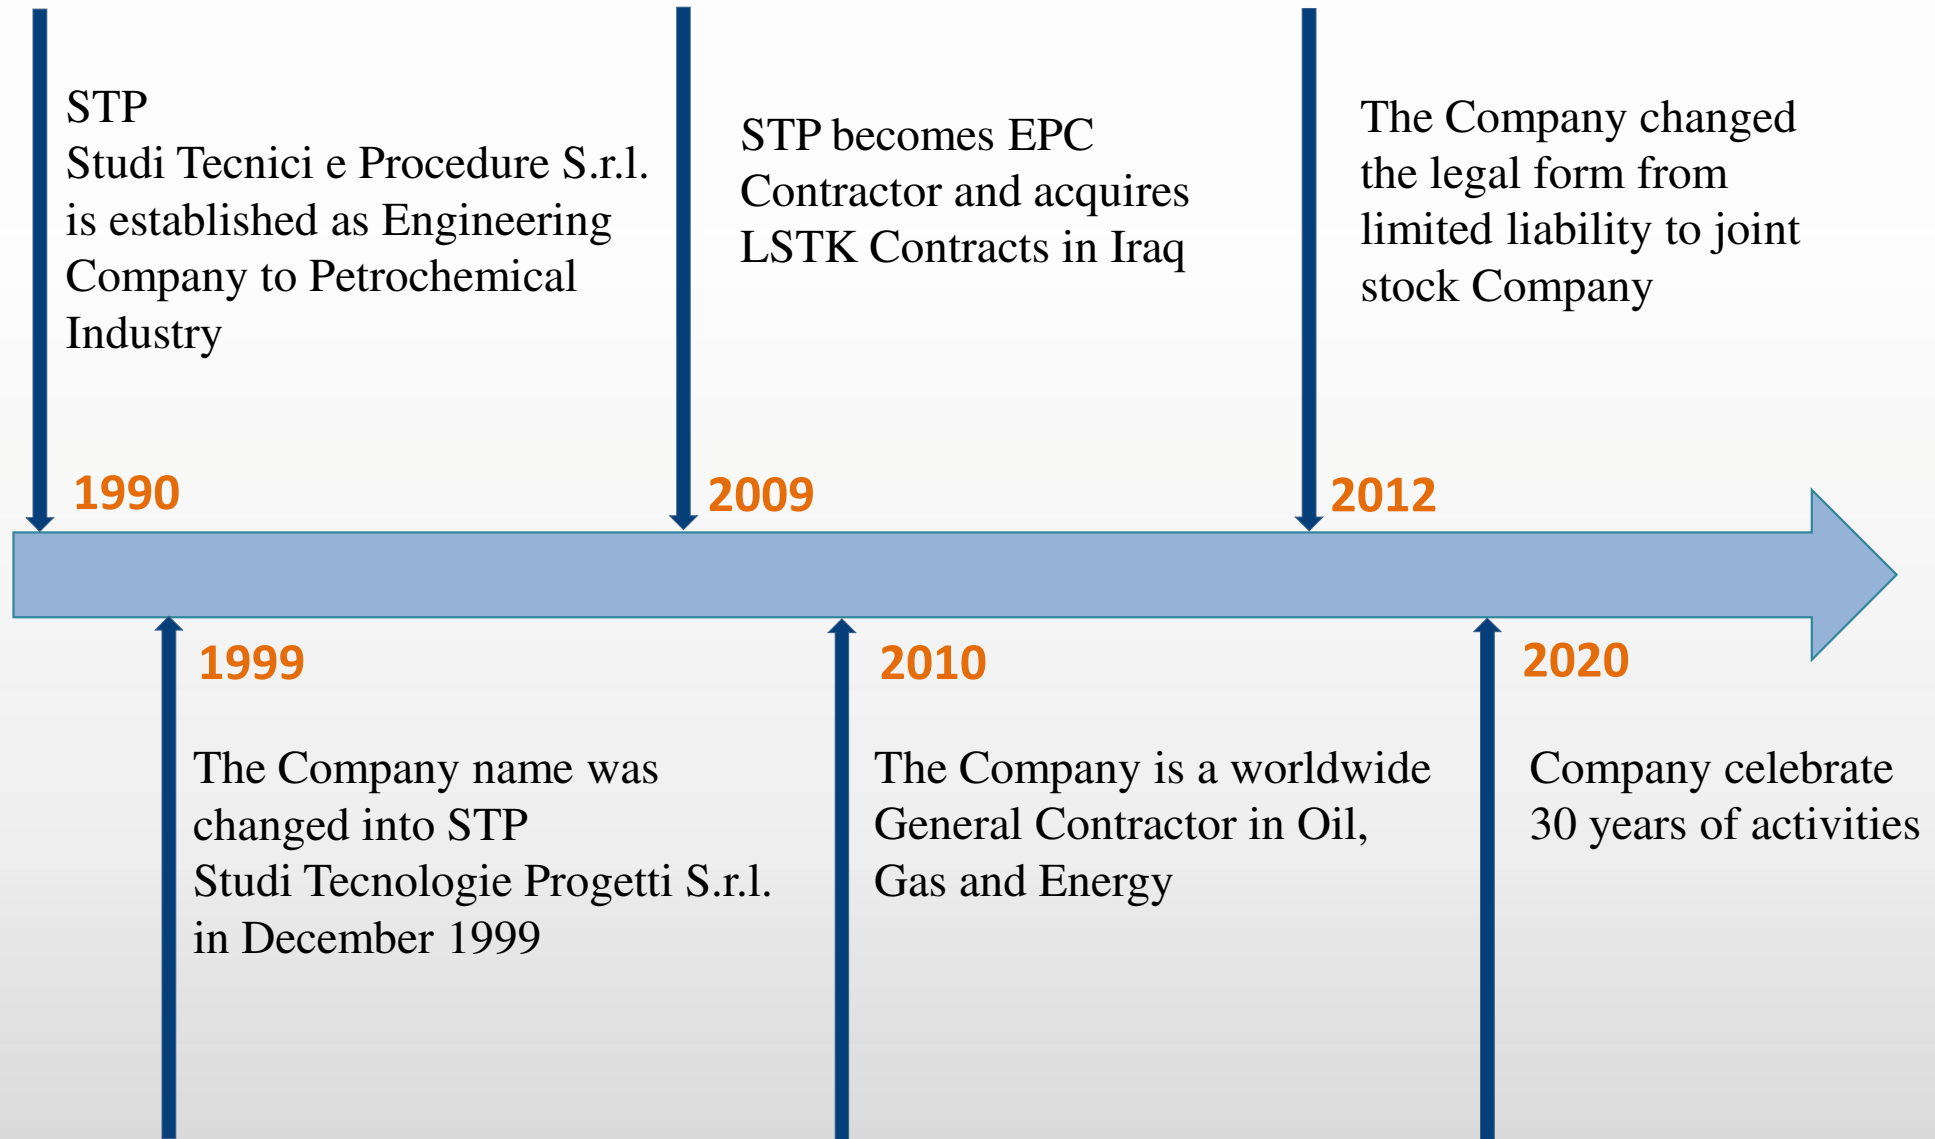 STP
Studi Tecnici e Procedure S.r.l.
is established as Engineering
Company to Petrochemical
Industry
1990
STP becomes EPC
Contractor and acquires
LSTK Contracts in Iraq
2009
The Company changed
the legal form from
limited liability to joint
stock Company
2012
1999
The Company name was
changed into STP
Studi Tecnologie Progetti S.r.l.
in December 1999
2010
The Company is a worldwide
General Contractor in Oil,
Gas and Energy
2020
Company celebrate
30 years of activities